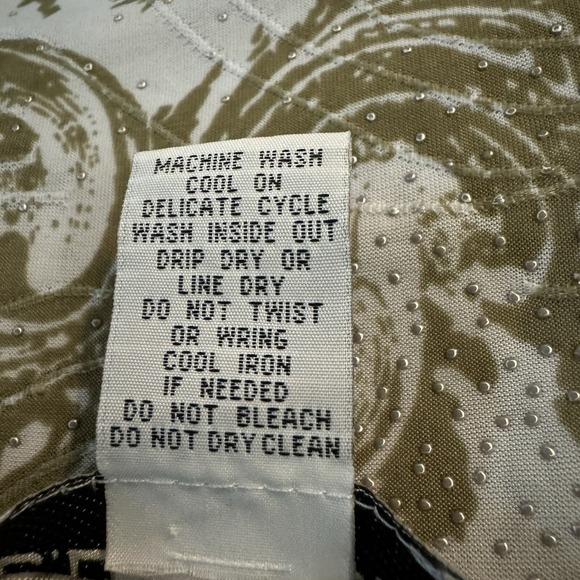 MACHINE WASH
COOL ON
DELICATE CYCLE
WASH INSIDE OUT
DRIP DRY OR
LINE DRY
DO NOT TWIST
OR WRING
COOL IRON
IF NEEDED
DO NOT BLEACH
DO NOT DRYCLEAN